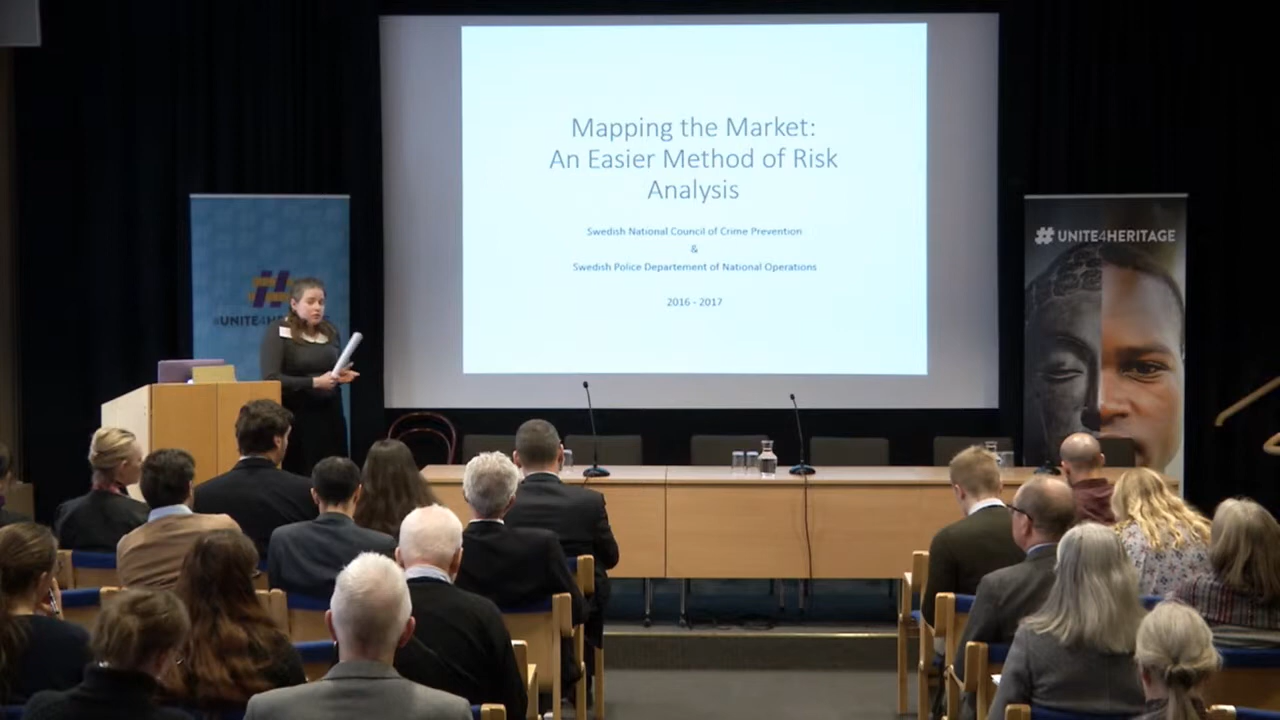 Mapping the Market:
An Easier Method of Risk
Analysis
Swedish National Council of Crime Prevention
&
Swedish Police Departement of National Operations
2016 - 2017
#UNITE4HERITAGE
# UNITE4HERITAGE